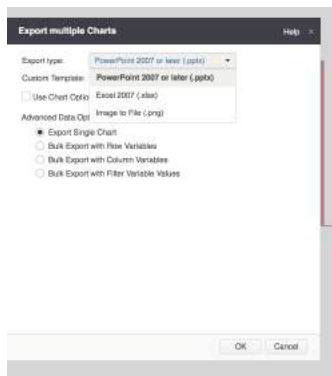 Export multiple Charts Help ×
Export type: PowerPoint 2007 or later (.pptx)
Custom Template: PowerPoint 2007 or later (.pptx)
Use Chart Optio Excel 2007 (.xlsx)
Advanced Data Opt Image to File (.png)
Export Single Chart
Bulk Export with Row Variables
Bulk Export with Column Variables
Bulk Export with Filter Variable Values
OK Cancel